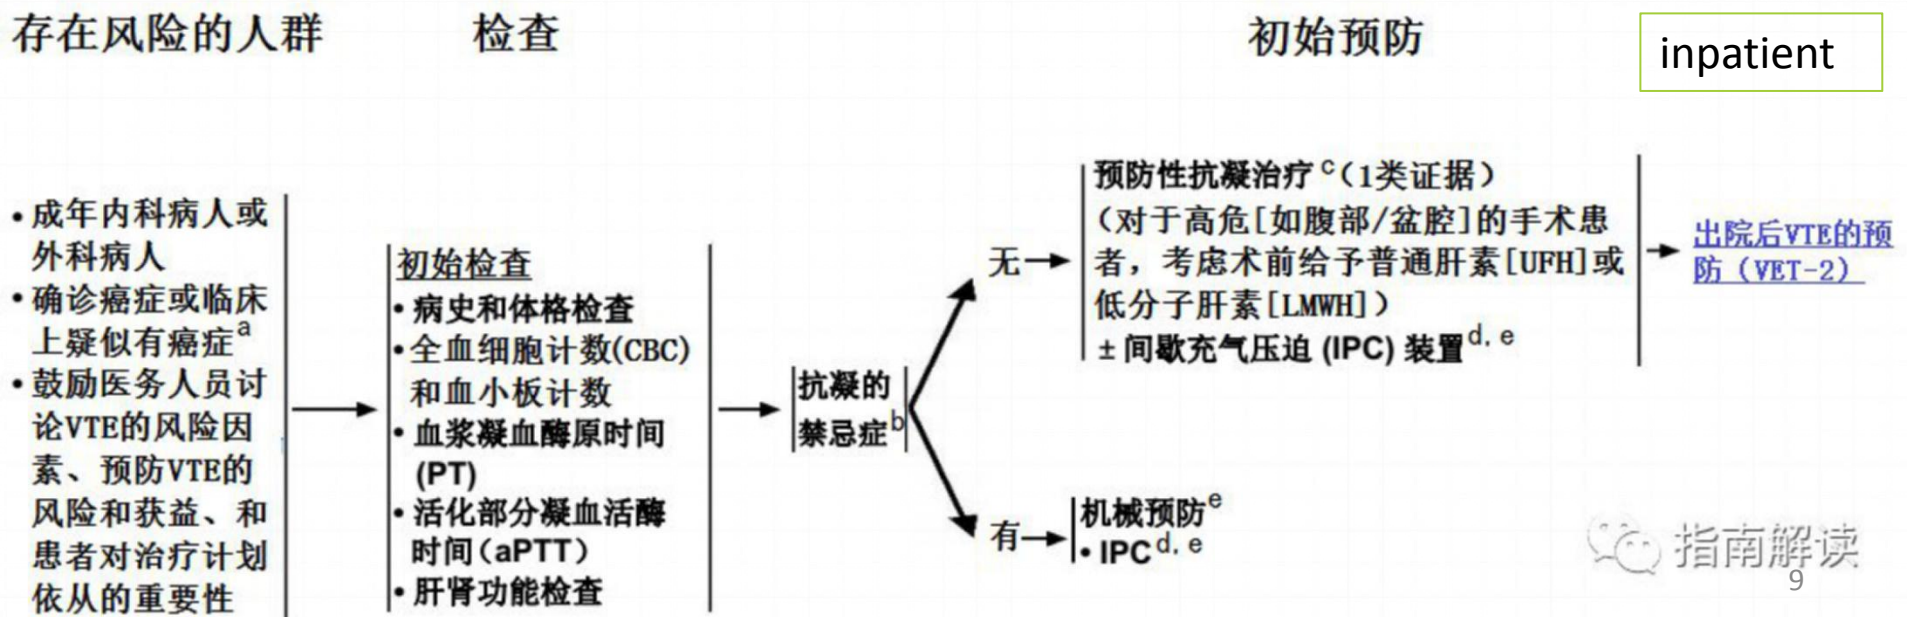 存在风险的人群
检查
初始预防
inpatient
• 成年内科病人或
外科病人
• 确诊癌症或临床
上疑似有癌症a
• 鼓励医务人员讨
论VTE的风险因
素、预防VTE的
风险和获益、和
患者对治疗计划
依从的重要性
初始检查
• 病史和体格检查
• 全血细胞计数(CBC)
和血小板计数
• 血浆凝血酶原时间
(PT)
• 活化部分凝血活酶
时间(aPTT)
• 肝肾功能检查
抗凝的
禁忌症b
无
预防性抗凝治疗c(1类证据)
(对于高危[如腹部/盆腔]的手术患
者，考虑术前给予普通肝素[UFH]或
低分子肝素[LMWH])
± 间歇充气压迫 (IPC) 装置d, e
出院后VTE的预
防 (VET-2)
有
机械预防e
• IPC d, e
指南解读
9